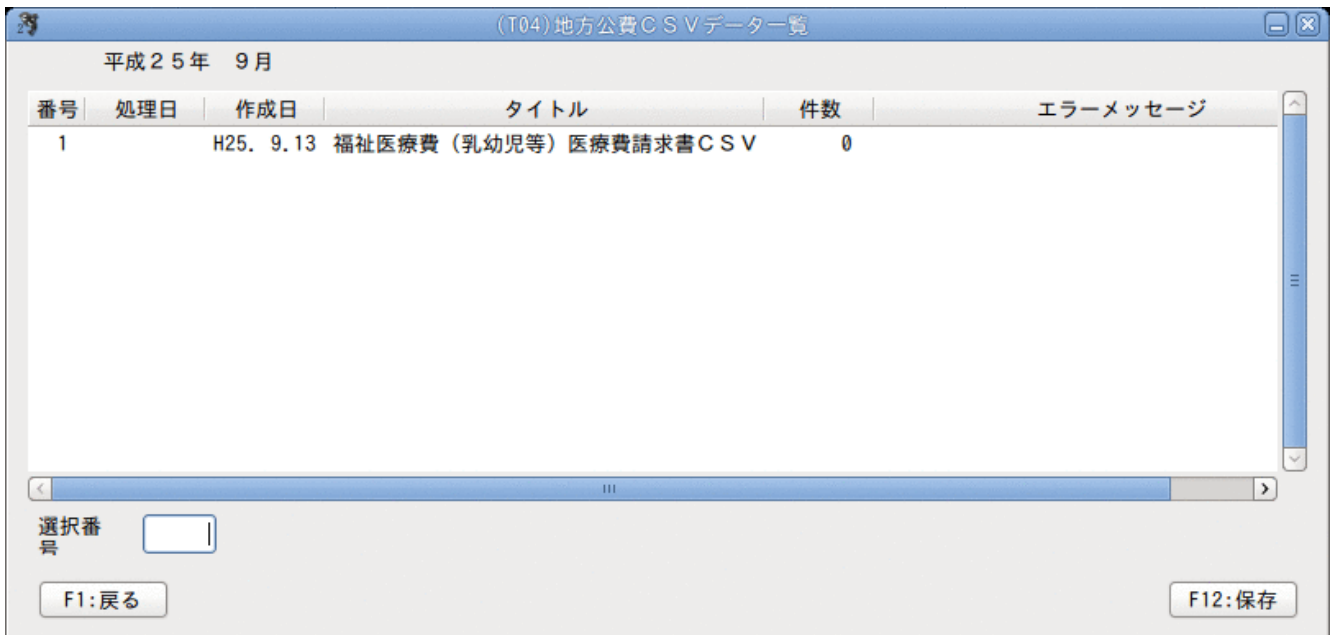 (T04)地方公費CSVデータ一覧
平成25年 9月
番号 処理日 作成日 タイトル 件数 エラーメッセージ
1 H25. 9.13 福祉医療費(乳幼児等)医療費請求書CSV 0
選択番
号
F1:戻る F12:保存